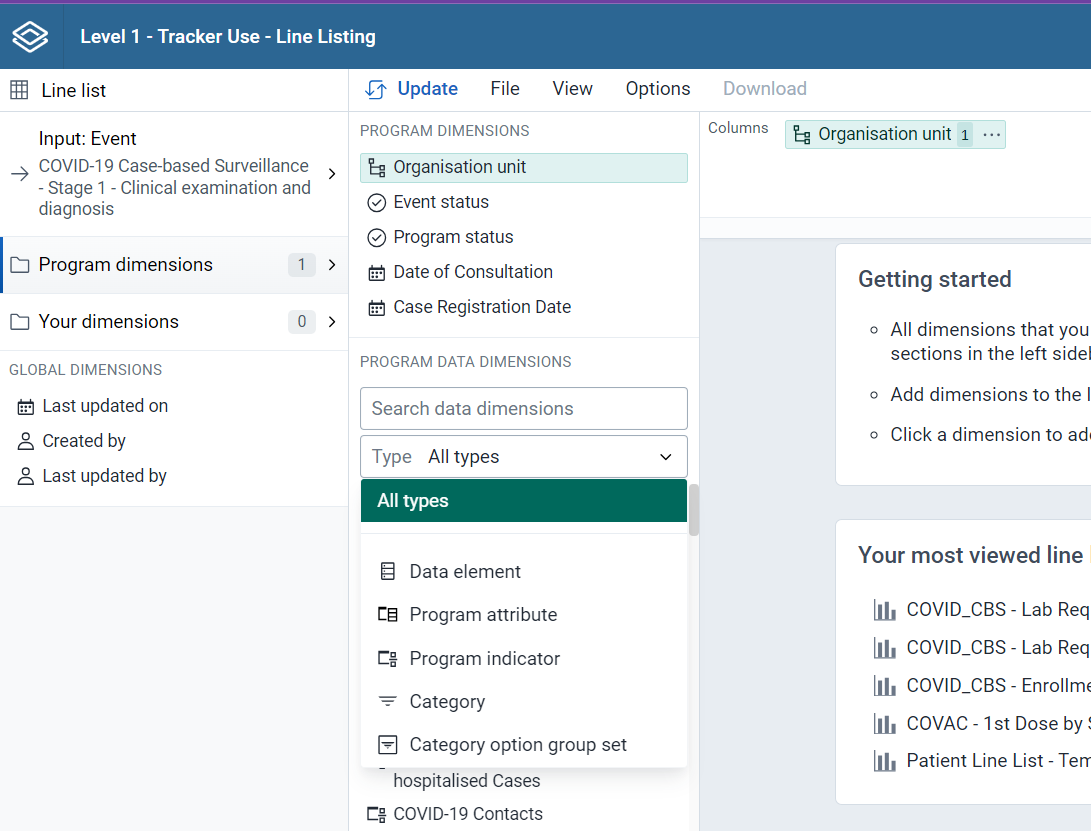 Level 1 - Tracker Use - Line Listing
Line list
Update File View Options Download
Input: Event
COVID-19 Case-based Surveillance
- Stage 1 - Clinical examination and
diagnosis
Program dimensions 1
Your dimensions 0
GLOBAL DIMENSIONS
Last updated on
Created by
Last updated by
PROGRAM DIMENSIONS
Organisation unit
Event status
Program status
Date of Consultation
Case Registration Date
PROGRAM DATA DIMENSIONS
Search data dimensions
Type All types
All types
Data element
Program attribute
Program indicator
Category
Category option group set
hospitalised Cases
COVID-19 Contacts
Columns Organisation unit 1 ...
Getting started
All dimensions that you
sections in the left
Add dimensions to the
Click a dimension to
Your most viewed line
COVID_CBS - Lab Req
COVID_CBS - Lab Req
COVID_CBS - Enrollme
COVAC - 1st Dose by
Patient Line List - Tem